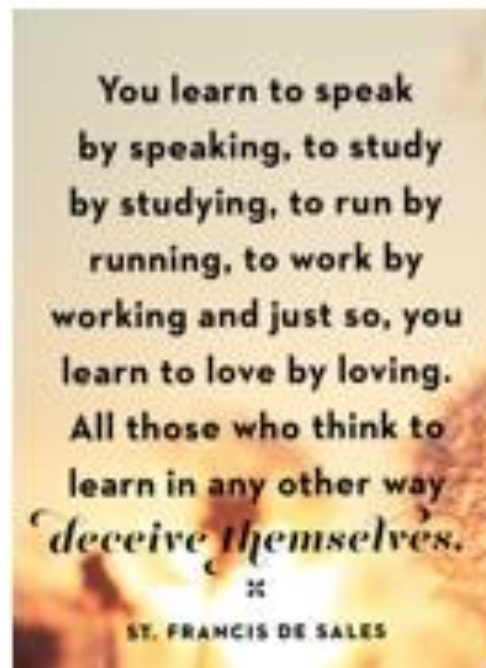 You learn to speak
by speaking, to study
by studying, to run by
running, to work by
working and just so, you
learn to love by loving.
All those who think to
learn in any other way
deceive themselves.
ST. FRANCIS DE SALES